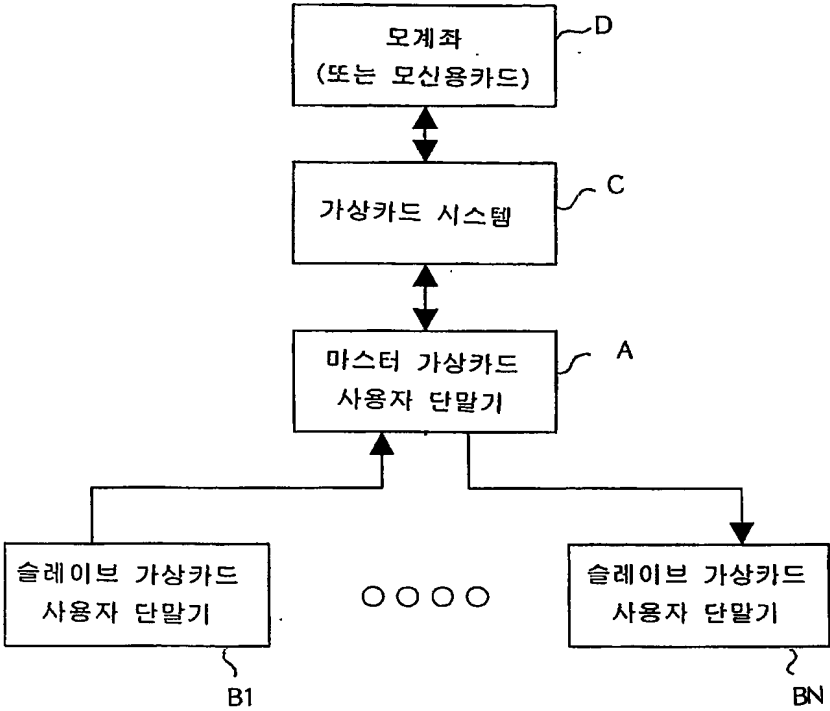 모계좌
(또는 모신용카드)
D
가상카드 시스템
C
마스터 가상카드
사용자 단말기
A
슬레이브 가상카드
사용자 단말기
B1
슬레이브 가상카드
사용자 단말기
BN